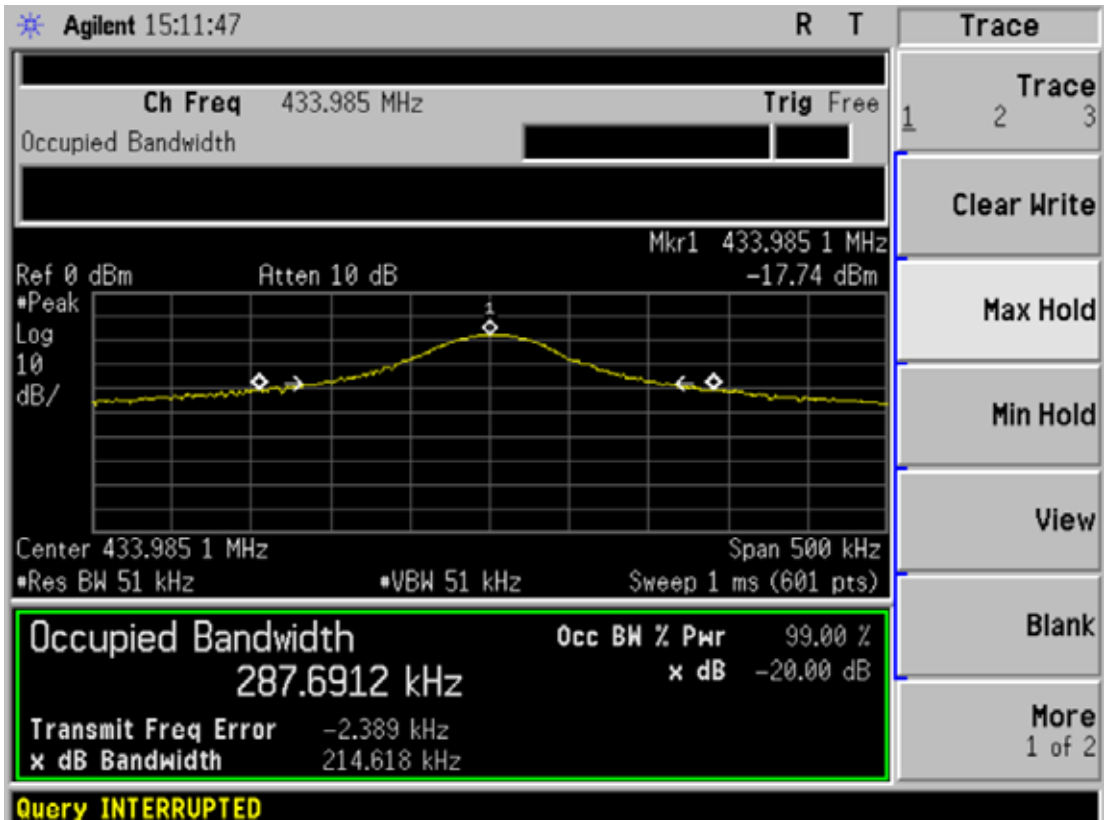 Agilent 15:11:47 R T Trace
Ch Freq 433.985 MHz Trig Free
Occupied Bandwidth
Trace
1 2 3
Clear Write
Max Hold
Min Hold
View
Blank
More
1 of 2
Mkr1 433.985 1 MHz
Ref 0 dBm Atten 10 dB -17.74 dBm
#Peak
Log
10
dB/
1
Center 433.985 1 MHz Span 500 kHz
#Res BW 51 kHz #VBW 51 kHz Sweep 1 ms (601 pts)
Occupied Bandwidth Occ BW % Pwr 99.00 %
287.6912 kHz x dB -20.00 dB
Transmit Freq Error -2.389 kHz
x dB Bandwidth 214.618 kHz
Query INTERRUPTED